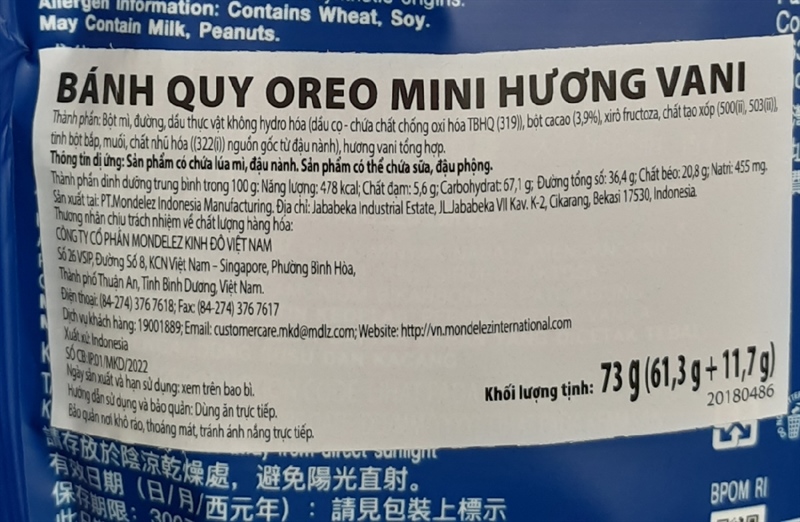 Allergen Information: Contains Wheat, Soy.
May Contain Milk, Peanuts.
BÁNH QUY OREO MINI HƯƠNG VANI
Thành phần: Bột mì, đường, dầu thực vật không hydro hóa (dầu cọ - chứa chất chống oxi hóa TBHQ (319)), bột cacao (3,9%), xirô fructoza, chất tạo xốp (500(ii), 503(ii)),
tinh bột bắp, muối, chất nhũ hóa ((322(i)) nguồn gốc từ đậu nành), hương vani tổng hợp.
Thông tin dị ứng: Sản phẩm có chứa lúa mì, đậu nành. Sản phẩm có thể chứa sữa, đậu phộng.
Thành phần dinh dưỡng trung bình trong 100 g: Năng lượng: 478 kcal; Chất đạm: 5,6 g; Carbohydrat: 67,1 g; Đường tổng số: 36,4 g; Chất béo: 20,8 g; Natri: 455 mg.
Sản xuất tại: PT.Mondelez Indonesia Manufacturing, Địa chỉ: Jababeka Industrial Estate, JL.Jababeka VII Kav. K-2, Cikarang, Bekasi 17530, Indonesia.
Thương nhân chịu trách nhiệm về chất lượng hàng hóa:
CÔNG TY CỔ PHẦN MONDELEZ KINH ĐÔ VIỆT NAM
Số 26 VSIP, Đường Số 8, KCN Việt Nam – Singapore, Phường Bình Hòa,
Thành phố Thuận An, Tỉnh Bình Dương, Việt Nam.
Điện thoại: (84-274) 376 7618; Fax: (84-274) 376 7617
Dịch vụ khách hàng: 19001889; Email: customercare.mkd@mdlz.com; Website: http://vn.mondelezinternational.com
Xuất xứ: Indonesia
SỐ CB: IP.01/MKD/2022
Ngày sản xuất và hạn sử dụng: xem trên bao bì.
Hướng dẫn sử dụng và bảo quản: Dùng ăn trực tiếp.
Bảo quản nơi khô ráo, thoáng mát, tránh ánh nắng trực tiếp.
Khối lượng tịnh: 73 g (61,3 g + 11,7 g)
20180486
存放於陰涼乾燥處，避免陽光直射。
有效日期（日/月/西元年）：請見包裝上標示
保存期限：
BPOM RI